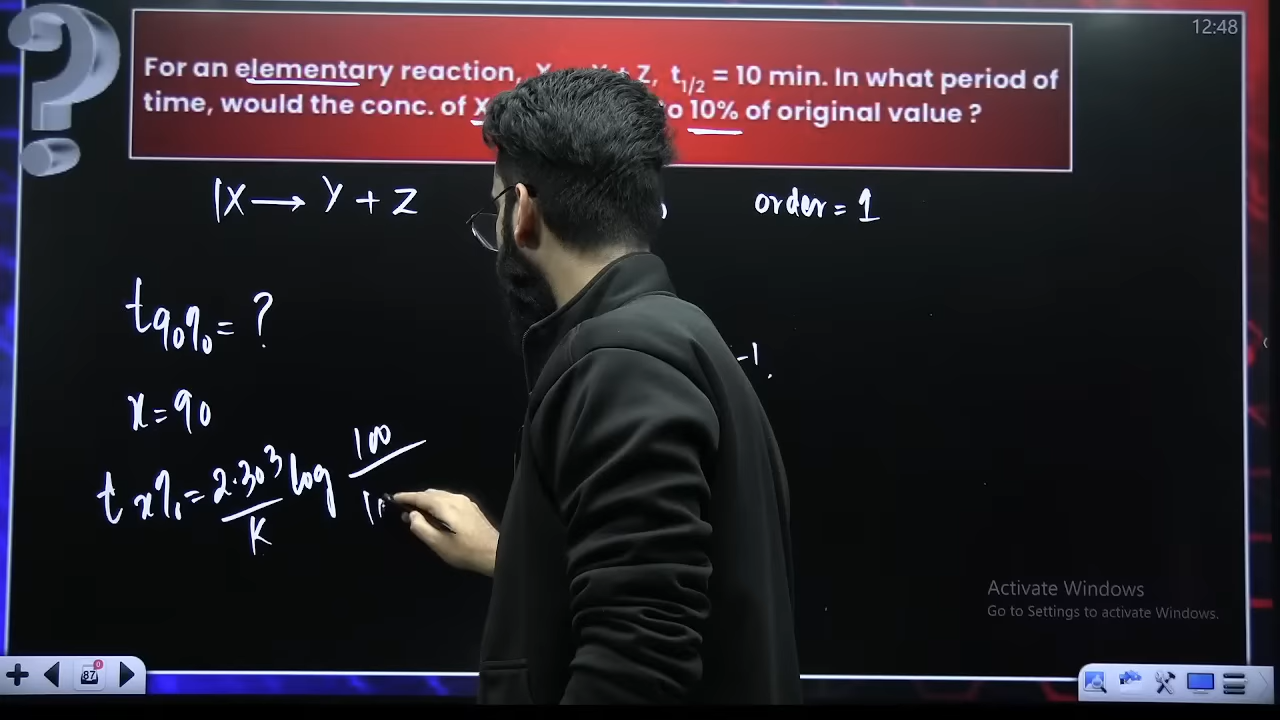 12:48
For an elementary reaction, Z, t1/2 = 10 min. In what period of
time, would the conc. of X to 10% of original value ?
1X → Y + Z
order = 1
t90% = ?
x = 90
-1
t x% = 2.303/K log 100/
87
0
Activate Windows
Go to Settings to activate Windows.